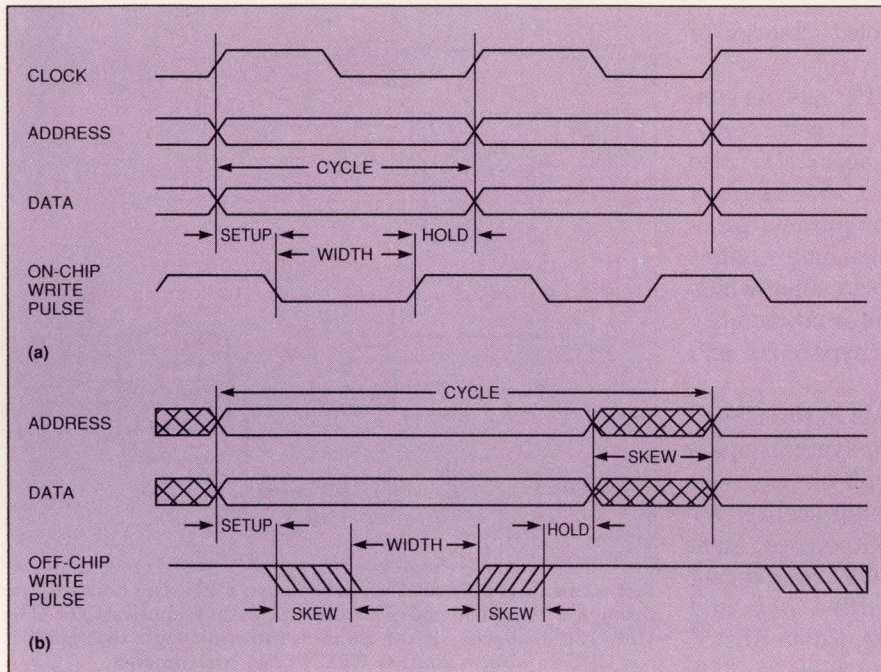 CLOCK
ADDRESS
CYCLE
DATA
SETUP
HOLD
WIDTH
ON-CHIP
WRITE
PULSE
(a)
CYCLE
ADDRESS
SKEW
DATA
SETUP
HOLD
WIDTH
OFF-CHIP
WRITE
PULSE
SKEW
SKEW
(b)